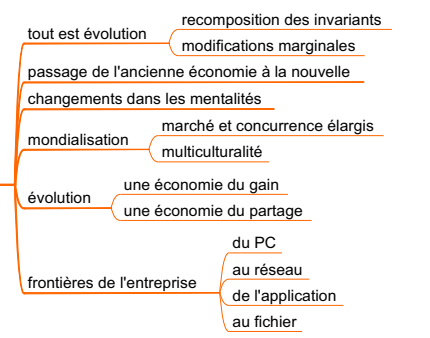 tout est évolution
recomposition des invariants
modifications marginales
passage de l'ancienne économie à la nouvelle
changements dans les mentalités
mondialisation
marché et concurrence élargis
multiculturalité
évolution
une économie du gain
une économie du partage
frontières de l'entreprise
du PC
au réseau
de l'application
au fichier